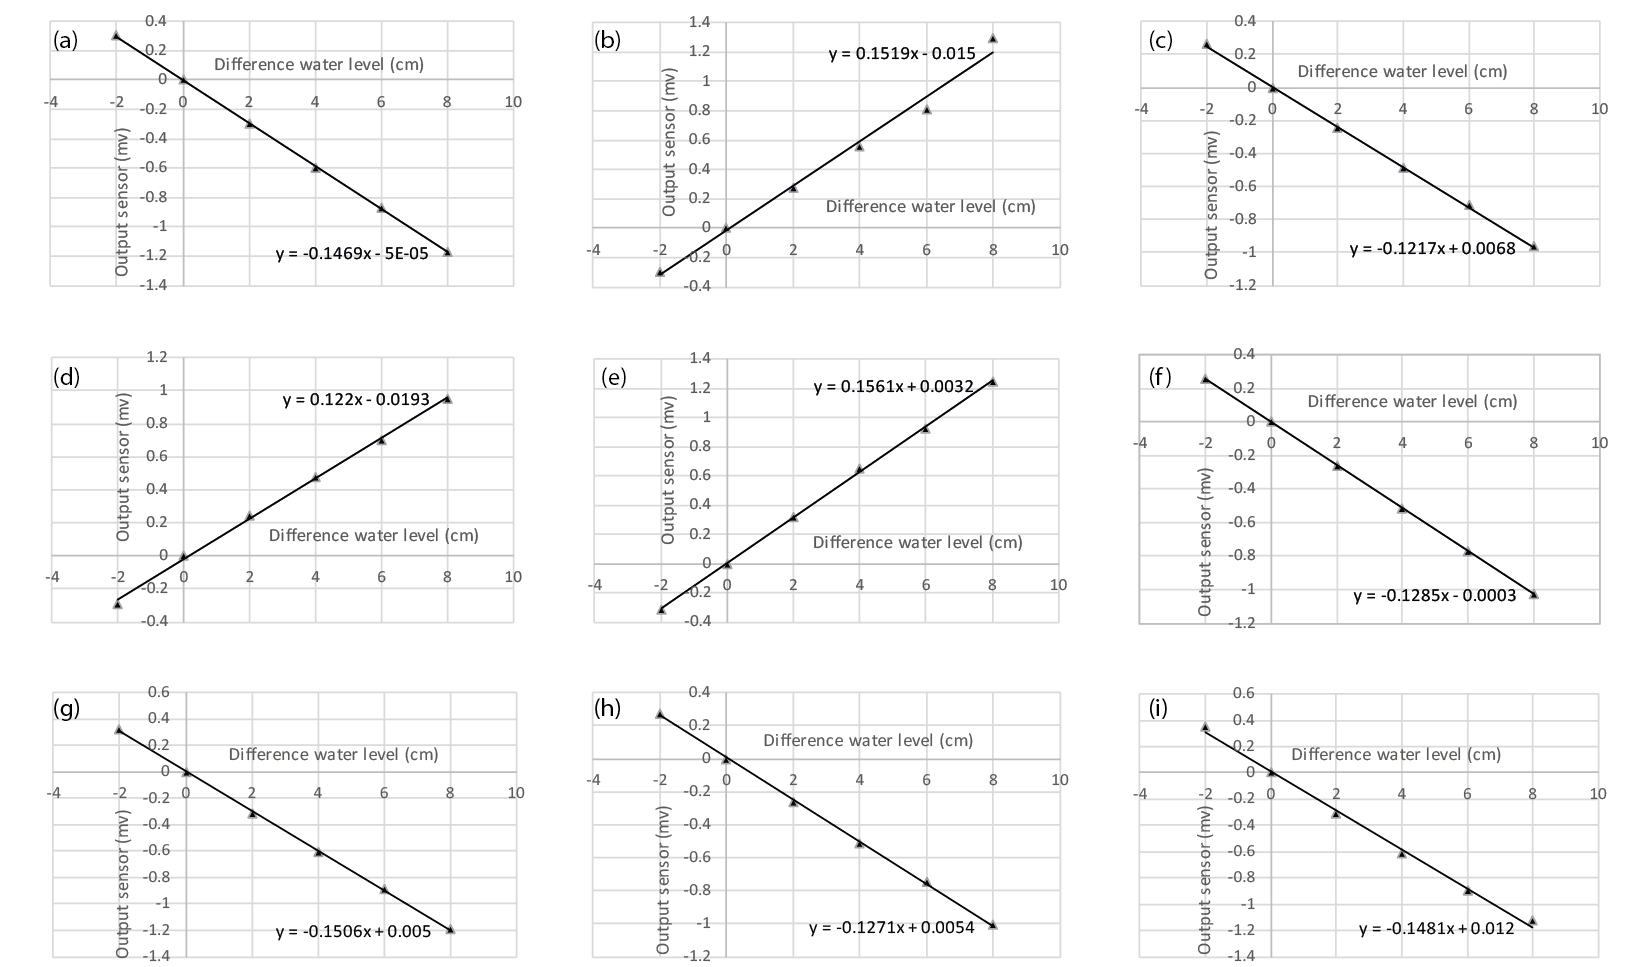 (a)
0.4
0.2
0
-0.2
-0.4
-0.6
-0.8
-1
-1.2
-1.4
-4 -2 0 2 4 6 8 10
Difference water level (cm)
Output sensor (mv)
y = -0.1469x - 5E-05
(b)
1.4
1.2
1
0.8
0.6
0.4
0.2
0
-0.2
-0.4
-4 -2 0 2 4 6 8 10
Difference water level (cm)
Output sensor (mv)
y = 0.1519x - 0.015
(c)
0.4
0.2
0
-0.2
-0.4
-0.6
-0.8
-1
-1.2
-4 -2 0 2 4 6 8 10
Difference water level (cm)
Output sensor (mv)
y = -0.1217x + 0.0068
(d)
1.2
1
0.8
0.6
0.4
0.2
0
-0.2
-0.4
-4 -2 0 2 4 6 8 10
Difference water level (cm)
Output sensor (mv)
y = 0.122x - 0.0193
(e)
1.4
1.2
1
0.8
0.6
0.4
0.2
0
-0.2
-0.4
-4 -2 0 2 4 6 8 10
Difference water level (cm)
Output sensor (mv)
y = 0.1561x + 0.0032
(f)
0.4
0.2
0
-0.2
-0.4
-0.6
-0.8
-1
-1.2
-4 -2 0 2 4 6 8 10
Difference water level (cm)
Output sensor (mv)
y = -0.1285x - 0.0003
(g)
0.6
0.4
0.2
0
-0.2
-0.4
-0.6
-0.8
-1
-1.2
-1.4
-4 -2 0 2 4 6 8 10
Difference water level (cm)
Output sensor (mv)
y = -0.1506x + 0.005
(h)
0.4
0.2
0
-0.2
-0.4
-0.6
-0.8
-1
-1.2
-4 -2 0 2 4 6 8 10
Difference water level (cm)
Output sensor (mv)
y = -0.1271x + 0.0054
(i)
0.6
0.4
0.2
0
-0.2
-0.4
-0.6
-0.8
-1
-1.2
-1.4
-4 -2 0 2 4 6 8 10
Difference water level (cm)
Output sensor (mv)
y = -0.1481x + 0.012